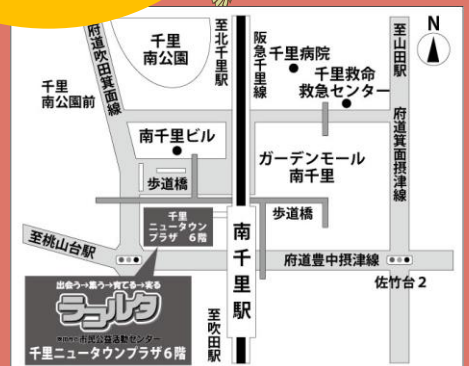 府道吹田箕面線
千里
南公園
至北千里駅
阪急千里線
千里病院
千里救命
救急センター
至山田駅
N
千里
南公園前
南千里ビル
ガーデンモール
南千里
府道箕面摂津線
歩道橋
千里
ニュータウン
プラザ 6階
歩道橋
至桃山台駅
南千里駅
府道豊中摂津線
佐竹台2
出会う→集う→育てる→実る
ラコルタ
市民公益活動センター
千里ニュータウンプラザ6階
至吹田駅